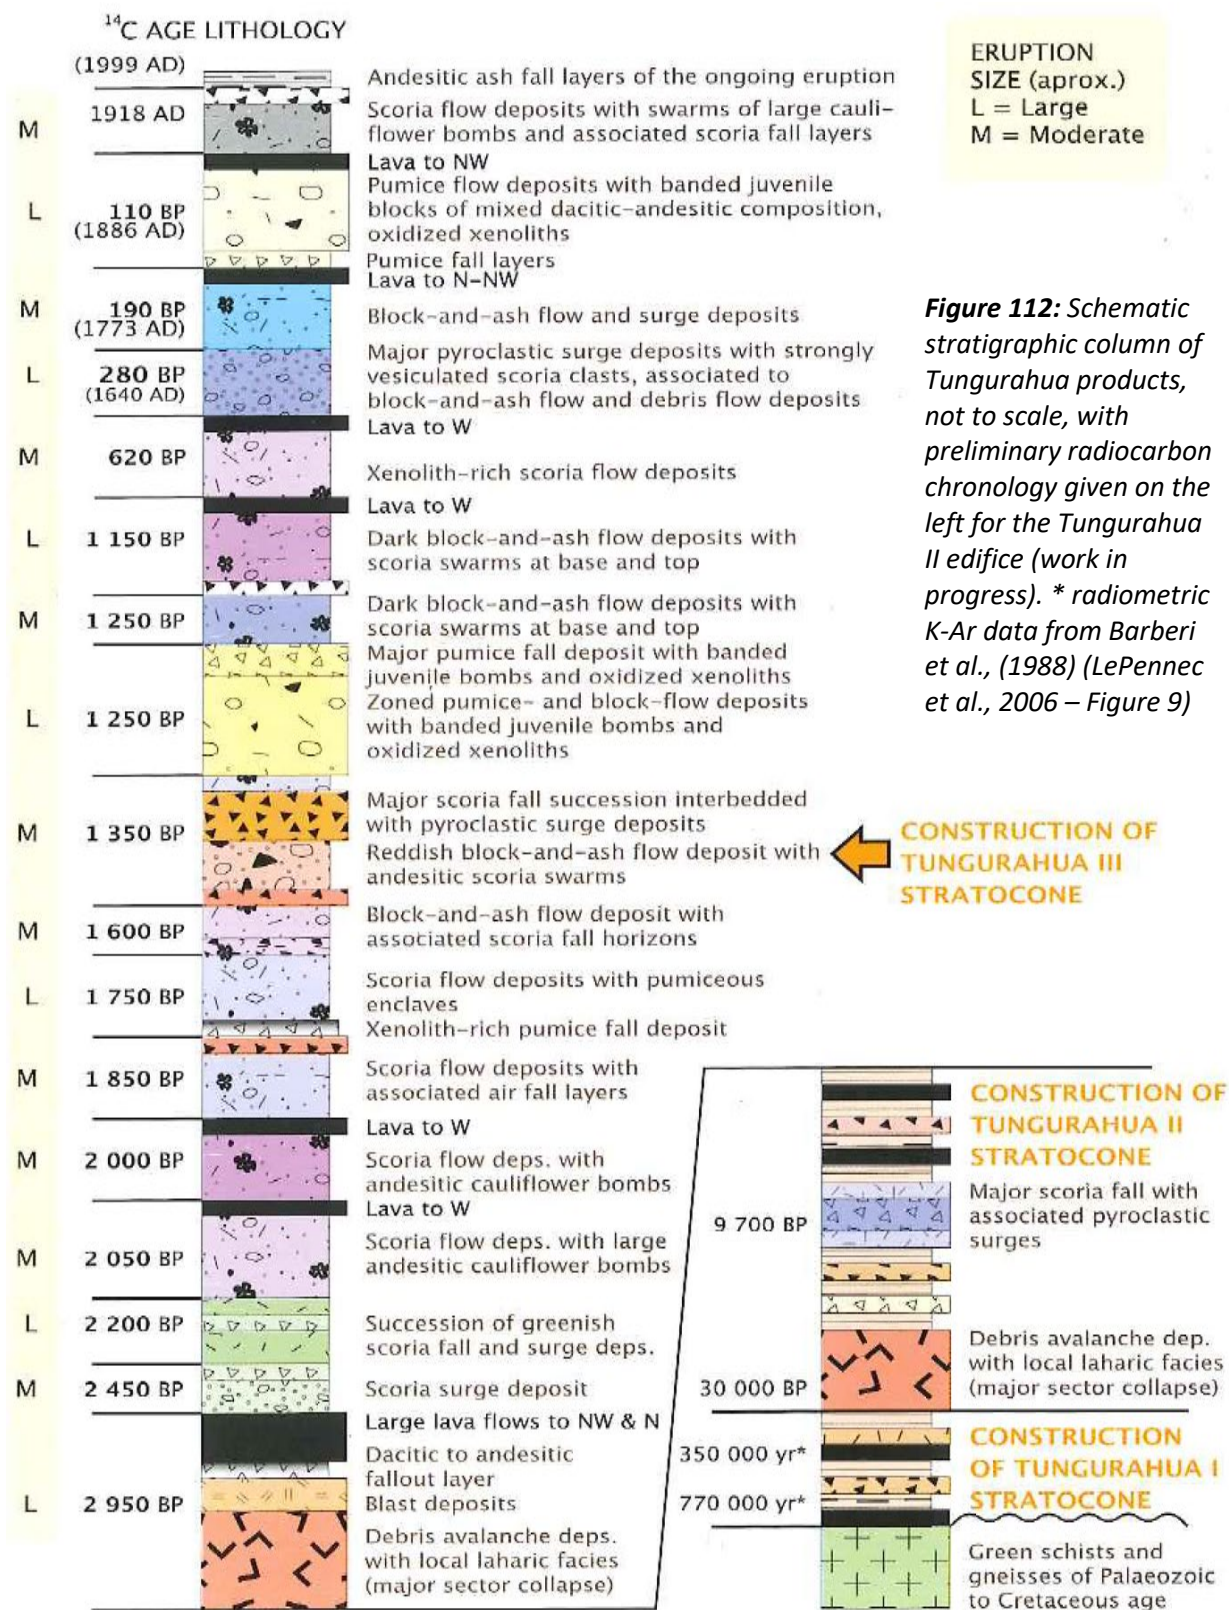 ¹⁴C AGE LITHOLOGY
(1999 AD)
Andesitic ash fall layers of the ongoing eruption
M
1918 AD
Scoria flow deposits with swarms of large cauli-
flower bombs and associated scoria fall layers
Lava to NW
L
110 BP
(1886 AD)
Pumice flow deposits with banded juvenile
blocks of mixed dacitic-andesitic composition,
oxidized xenoliths
Pumice fall layers
Lava to N-NW
M
190 BP
(1773 AD)
Block-and-ash flow and surge deposits
L
280 BP
(1640 AD)
Major pyroclastic surge deposits with strongly
vesiculated scoria clasts, associated to
block-and-ash flow and debris flow deposits
Lava to W
M
620 BP
Xenolith-rich scoria flow deposits
Lava to W
L
1 150 BP
Dark block-and-ash flow deposits with
scoria swarms at base and top
M
1 250 BP
Dark block-and-ash flow deposits with
scoria swarms at base and top
Major pumice fall deposit with banded
juvenile bombs and oxidized xenoliths
L
1 250 BP
Zoned pumice- and block-flow deposits
with banded juvenile bombs and
oxidized xenoliths
M
1 350 BP
Major scoria fall succession interbedded
with pyroclastic surge deposits
Reddish block-and-ash flow deposit with
andesitic scoria swarms
M
1 600 BP
Block-and-ash flow deposit with
associated scoria fall horizons
L
1 750 BP
Scoria flow deposits with pumiceous
enclaves
Xenolith-rich pumice fall deposit
M
1 850 BP
Scoria flow deposits with
associated air fall layers
Lava to W
M
2 000 BP
Scoria flow deps. with
andesitic cauliflower bombs
Lava to W
M
2 050 BP
Scoria flow deps. with large
andesitic cauliflower bombs
L
2 200 BP
Succession of greenish
scoria fall and surge deps.
M
2 450 BP
Scoria surge deposit
Large lava flows to NW & N
Dacitic to andesitic
fallout layer
L
2 950 BP
Blast deposits
Debris avalanche deps.
with local laharic facies
(major sector collapse)
ERUPTION
SIZE (aprox.)
L = Large
M = Moderate
Figure 112: Schematic
stratigraphic column of
Tungurahua products,
not to scale, with
preliminary radiocarbon
chronology given on the
left for the Tungurahua
II edifice (work in
progress). * radiometric
K-Ar data from Barberi
et al., (1988) (LePennec
et al., 2006 – Figure 9)
CONSTRUCTION OF
TUNGURAHUA III
STRATOCONE
CONSTRUCTION OF
TUNGURAHUA II
STRATOCONE
9 700 BP
Major scoria fall with
associated pyroclastic
surges
30 000 BP
Debris avalanche dep.
with local laharic facies
(major sector collapse)
350 000 yr*
770 000 yr*
CONSTRUCTION
OF TUNGURAHUA I
STRATOCONE
Green schists and
gneisses of Palaeozoic
to Cretaceous age